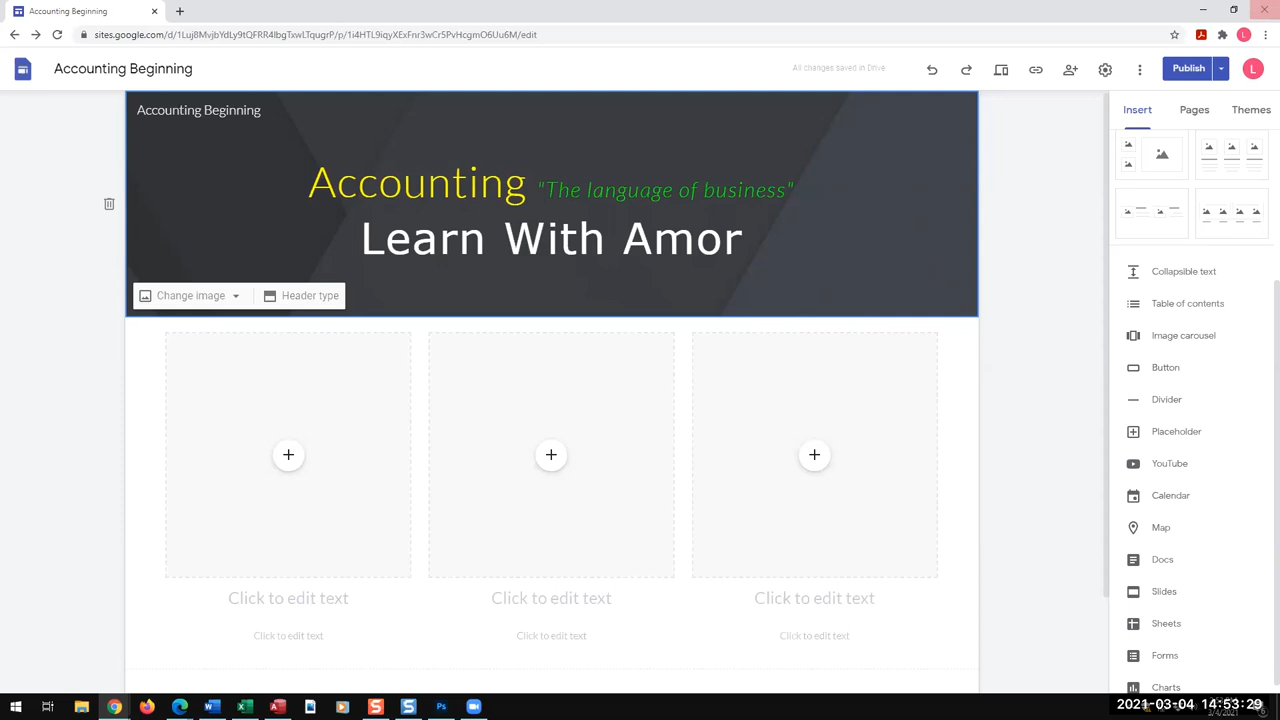 Accounting Beginning
sites.google.com/d/1Luj8MvjbYdLy9tQFRR4lbgTxwLTqugrP/p/1i4HTL9iqyXExFnr3wCr5PvHcgmO6Uu6M/edit
L
Accounting Beginning
All changes saved in Drive
Publish
L
Accounting Beginning
Accounting "The language of business"
Learn With Amor
Change image
Header type
Click to edit text
Click to edit text
Click to edit text
Click to edit text
Click to edit text
Click to edit text
Insert
Pages
Themes
Collapsible text
Table of contents
Image carousel
Button
Divider
Placeholder
YouTube
Calendar
Map
Docs
Slides
Sheets
Forms
Charts
2021-03-04 14:53:29